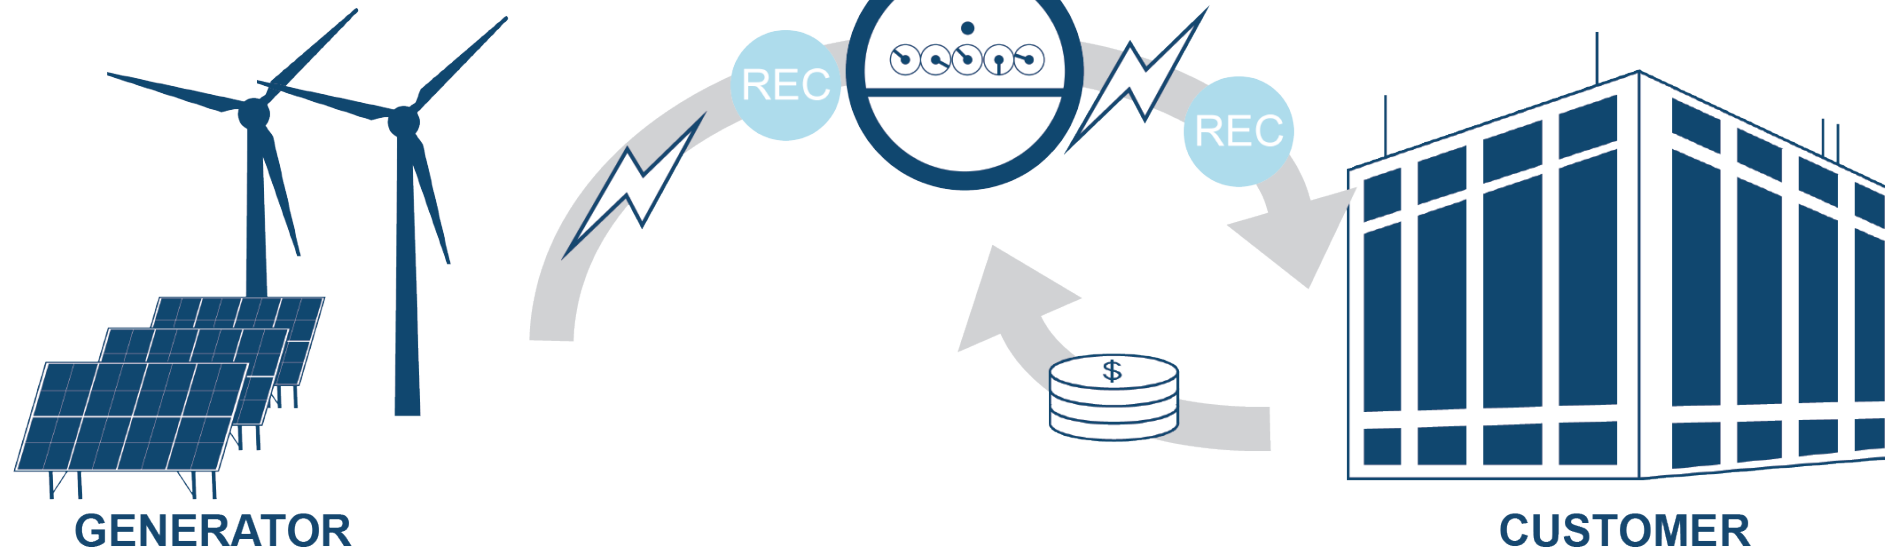 REC
REC
$
GENERATOR
CUSTOMER